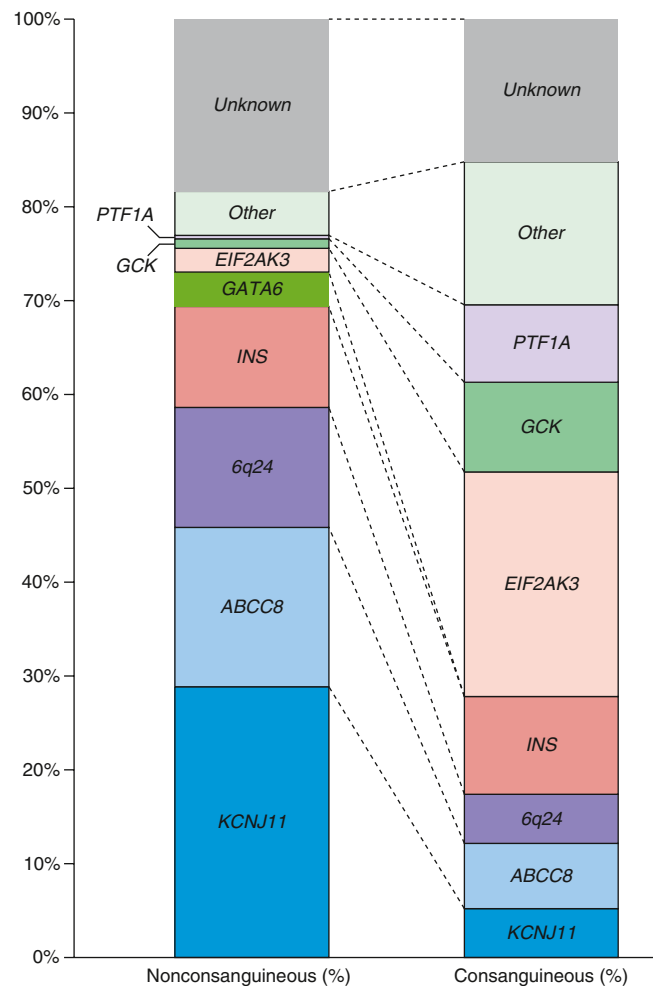 100%
90%
80%
70%
60%
50%
40%
30%
20%
10%
0%
Unknown
Other
PTF1A
GCK
EIF2AK3
GATA6
INS
6q24
ABCC8
KCNJ11
Nonconsanguineous (%)
Unknown
Other
PTF1A
GCK
EIF2AK3
INS
6q24
ABCC8
KCNJ11
Consanguineous (%)